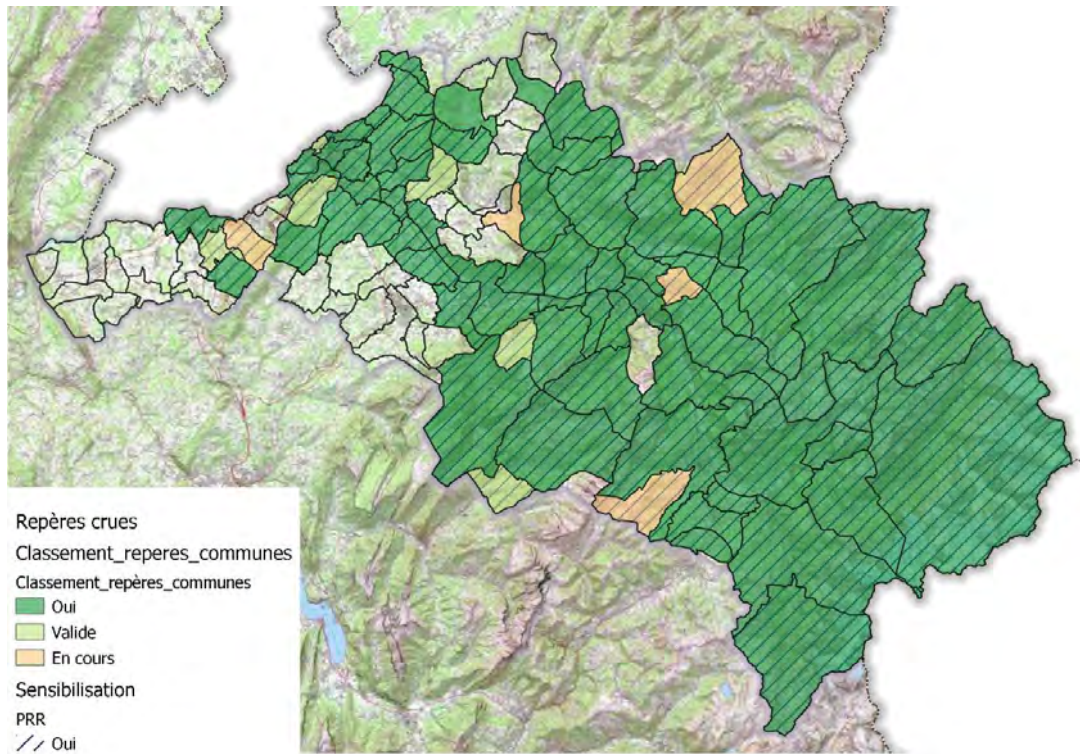 Repères crues
Classement_reperes_communes
Classement_repères_communes
Oui
Valide
En cours
Sensibilisation
PRR
Oui